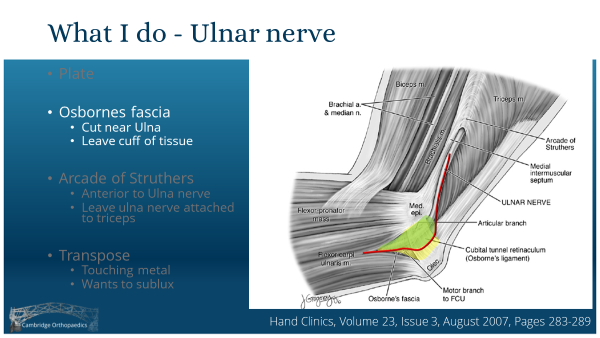 What I do - Ulnar nerve
• Plate
• Osbornes fascia
• Cut near Ulna
• Leave cuff of tissue
• Arcade of Struthers
• Anterior to Ulna nerve
• Leave ulna nerve attached
to triceps
• Transpose
• Touching metal
• Wants to sublux
Biceps m.
Triceps m.
Brachial a.
& median n.
Brachialis m.
Arcade of
Struthers
Medial
intermuscular
septum
ULNAR NERVE
Med.
epi.
Flexor-pronator
mass
Articular branch
Cubital tunnel retinaculum
(Osborne's ligament)
Flexor carpi
ulnaris m.
Olec.
Motor branch
to FCU
Osborne's fascia
Cambridge Orthopaedics
Hand Clinics, Volume 23, Issue 3, August 2007, Pages 283-289